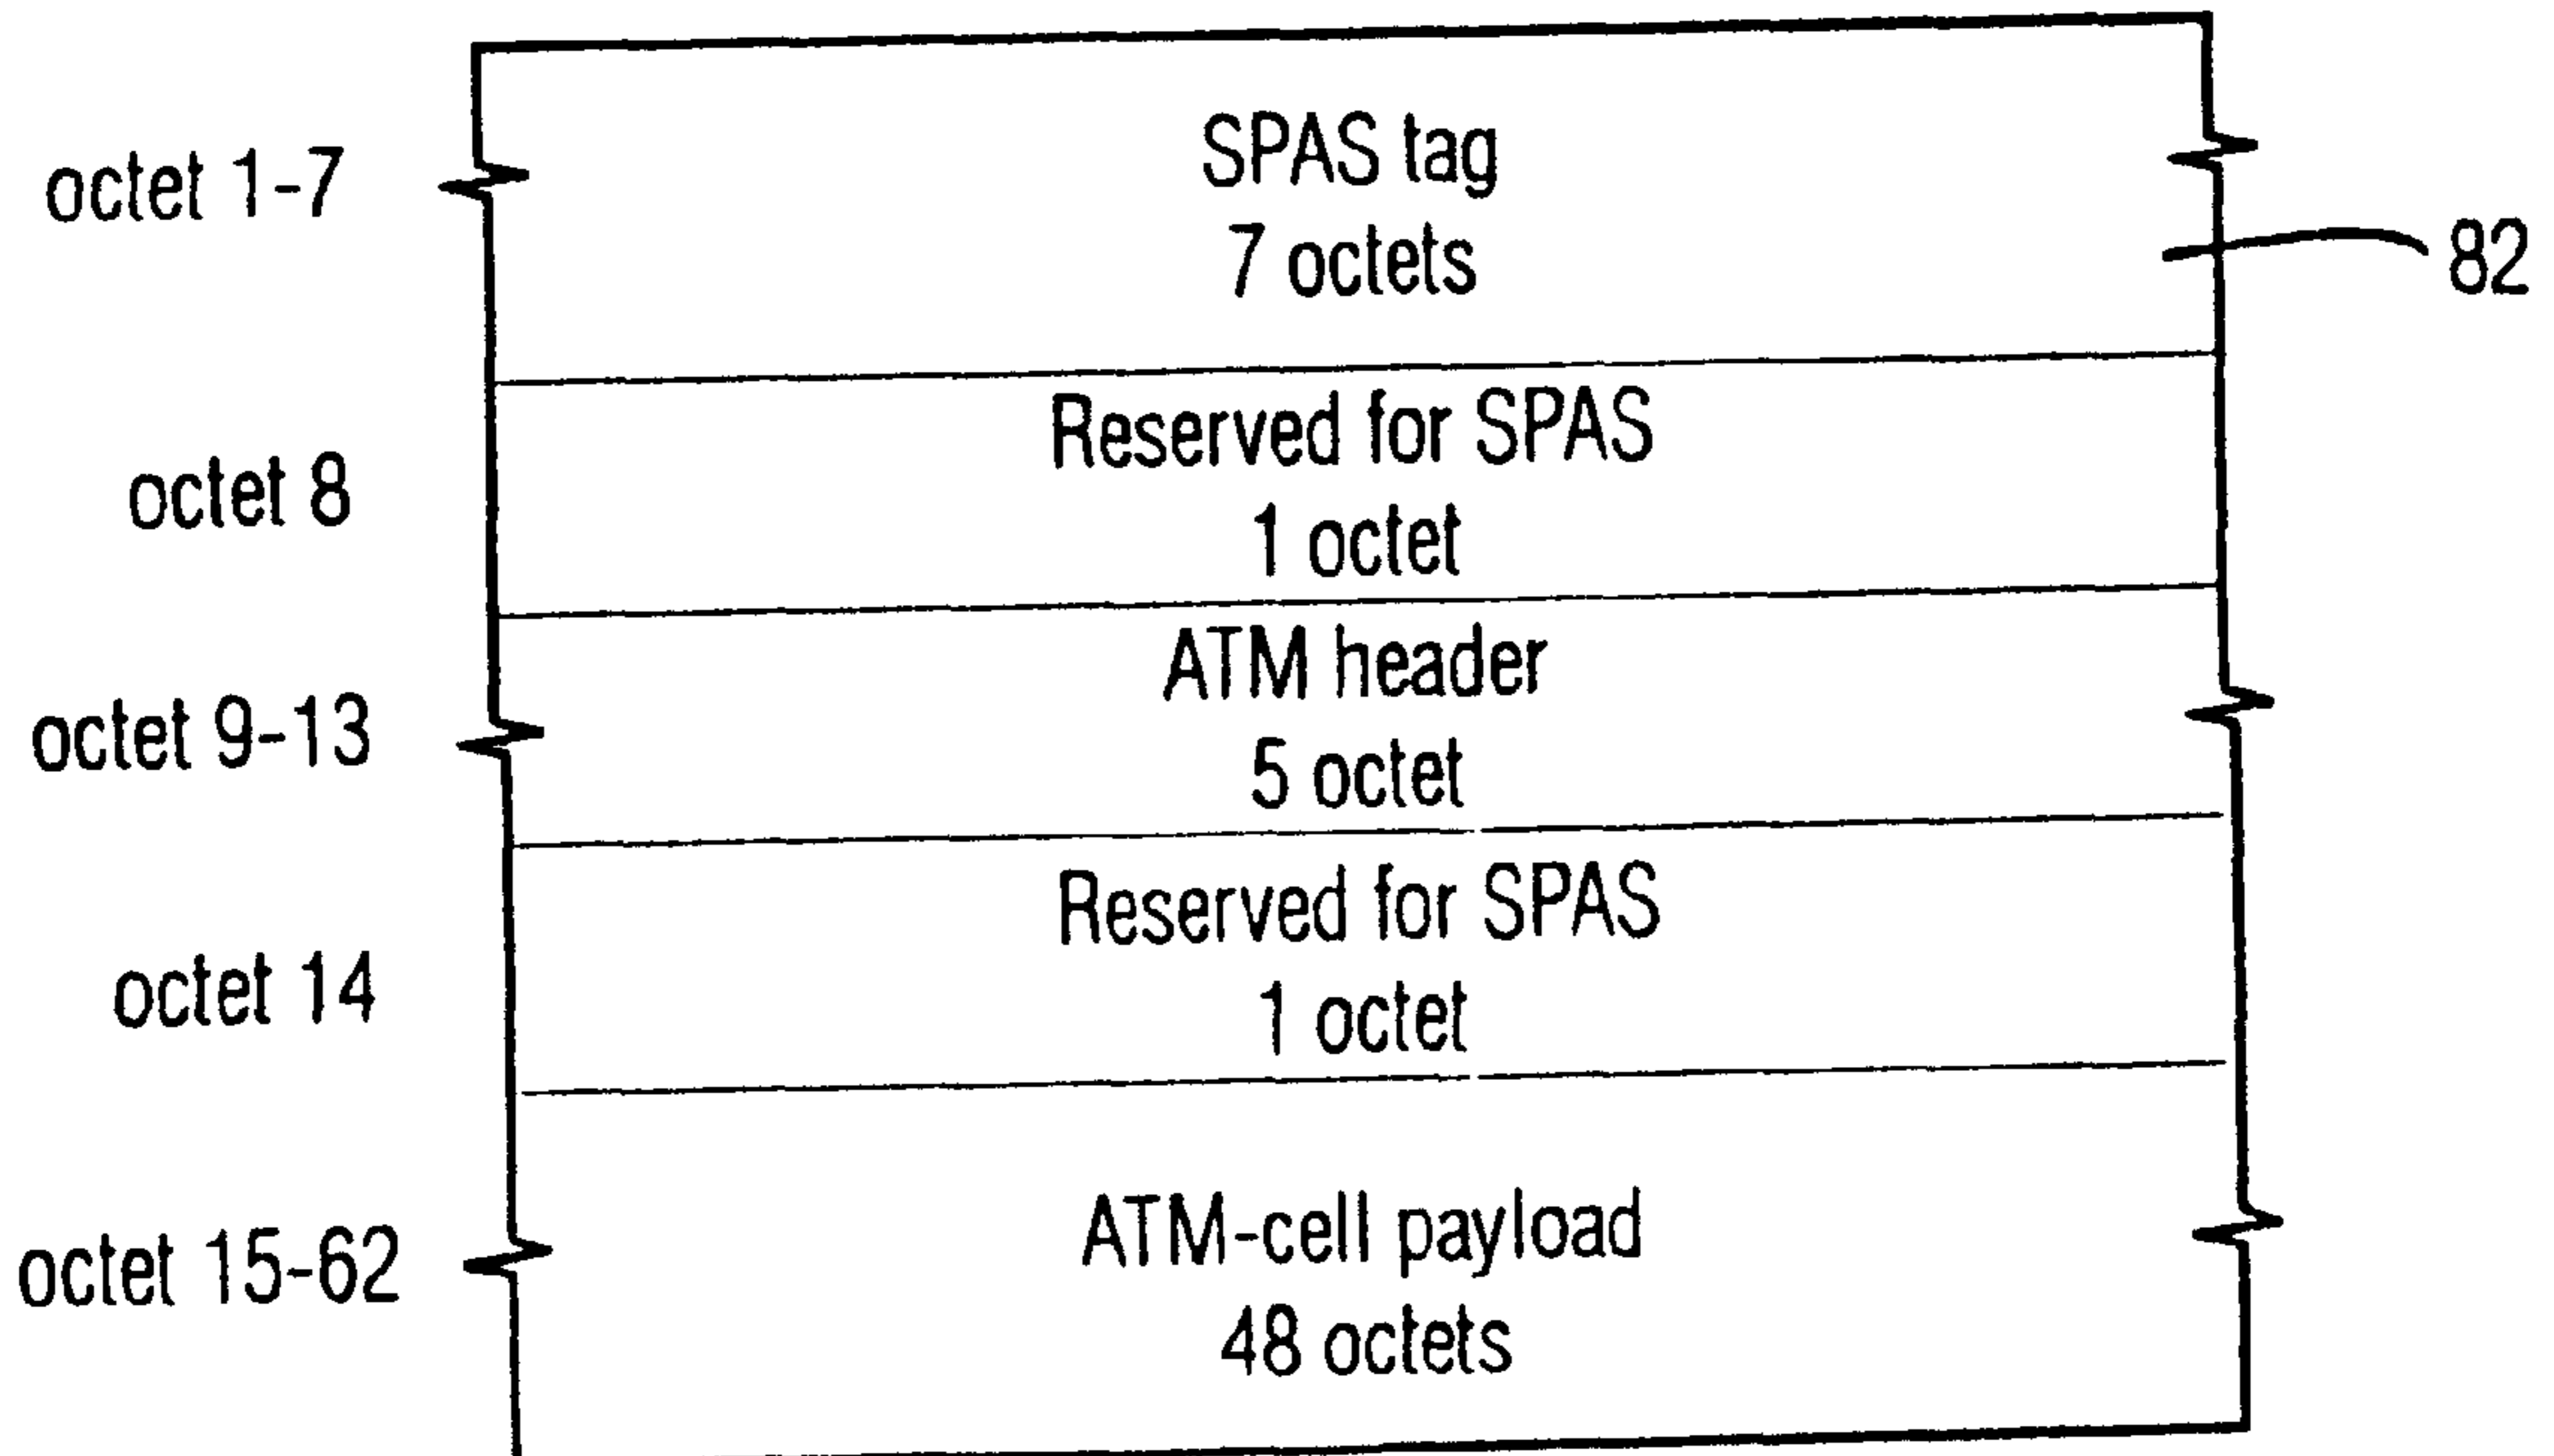 octet 1-7
SPAS tag
7 octets
82
octet 8
Reserved for SPAS
1 octet
octet 9-13
ATM header
5 octet
octet 14
Reserved for SPAS
1 octet
octet 15-62
ATM-cell payload
48 octets